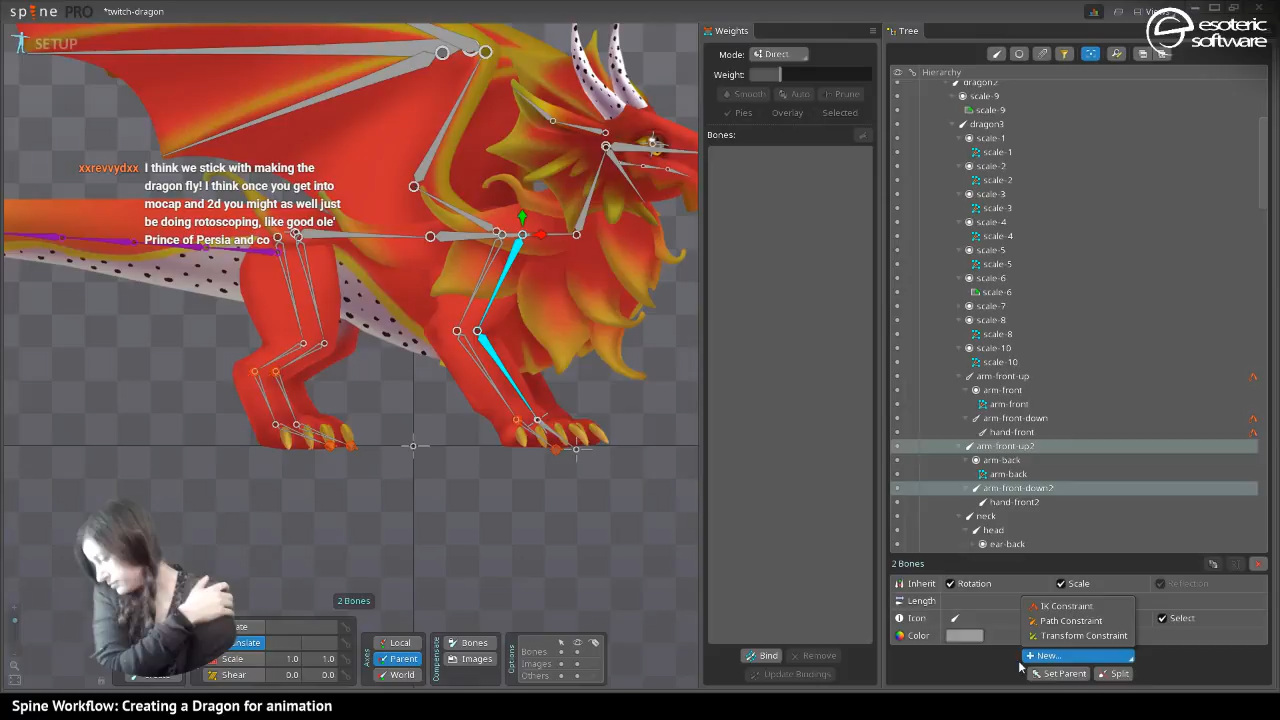 spine PRO
*twitch-dragon
Views
esoteric
software
SETUP
Weights
Tree
Mode:
Direct
Weight:
Smooth
Auto
Prune
Pies
Overlay
Selected
Bones:
Hierarchy
dragon2
scale-9
scale-9
dragon3
scale-1
scale-1
scale-2
scale-2
scale-3
scale-3
scale-4
scale-4
scale-5
scale-5
scale-6
scale-6
scale-7
scale-8
scale-8
scale-10
scale-10
arm-front-up
arm-front
arm-front
arm-front-down
hand-front
arm-front-up2
arm-back
arm-back
arm-front-down2
hand-front2
neck
head
ear-back
xxrevvydxx I think we stick with making the
dragon fly! I think once you get into
mocap and 2d you might as well just
be doing rotoscoping, like good ole'
Prince of Persia and co
2 Bones
Inherit
Rotation
Scale
Reflection
Length
Icon
Select
Color
IK Constraint
Path Constraint
Transform Constraint
New...
Set Parent
Split
2 Bones
Scale 1.0 1.0
Shear 0.0 0.0
Axes
Local
Parent
World
Compensate
Bones
Images
Options
Bones
Images
Others
Bind
Remove
Update Bindings
Spine Workflow: Creating a Dragon for animation